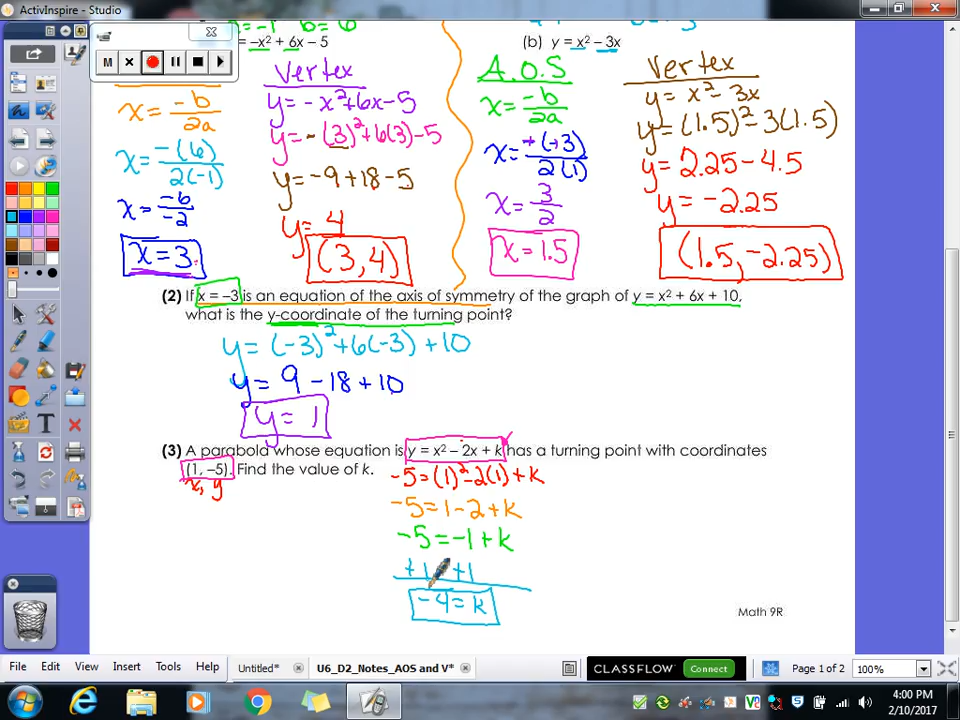 ActivInspire - Studio
= -x² + 6x - 5
(b) y = x² - 3x
M
Vertex
A.O.S
Vertex
x = -b/2a
y = -x²+6x-5
x = -b/2a
y = x² - 3x
y = -(3)²+6(3)-5
y = (1.5)² - 3(1.5)
x = -(6)/2(-1)
y = -9+18-5
y = 2.25 - 4.5
x = -6/-2
y = 4
x = 3/2
y = -2.25
x = 3
(3,4)
x = 1.5
(1.5, -2.25)
(2) If x = -3 is an equation of the axis of symmetry of the graph of y = x² + 6x + 10,
what is the y-coordinate of the turning point?
y = (-3)² + 6(-3) + 10
y = 9 - 18 + 10
y = 1
(3) A parabola whose equation is y = x² - 2x + k has a turning point with coordinates
(1, -5). Find the value of k.
x, y
-5 = (1)² - 2(1) + k
-5 = 1 - 2 + k
-5 = -1 + k
+1 +1
-4 = k
Math 9R
File Edit View Insert Tools Help
Untitled*
U6_D2_Notes_AOS and V*
CLASSFLOW Connect
Page 1 of 2
100%
4:00 PM
2/10/2017